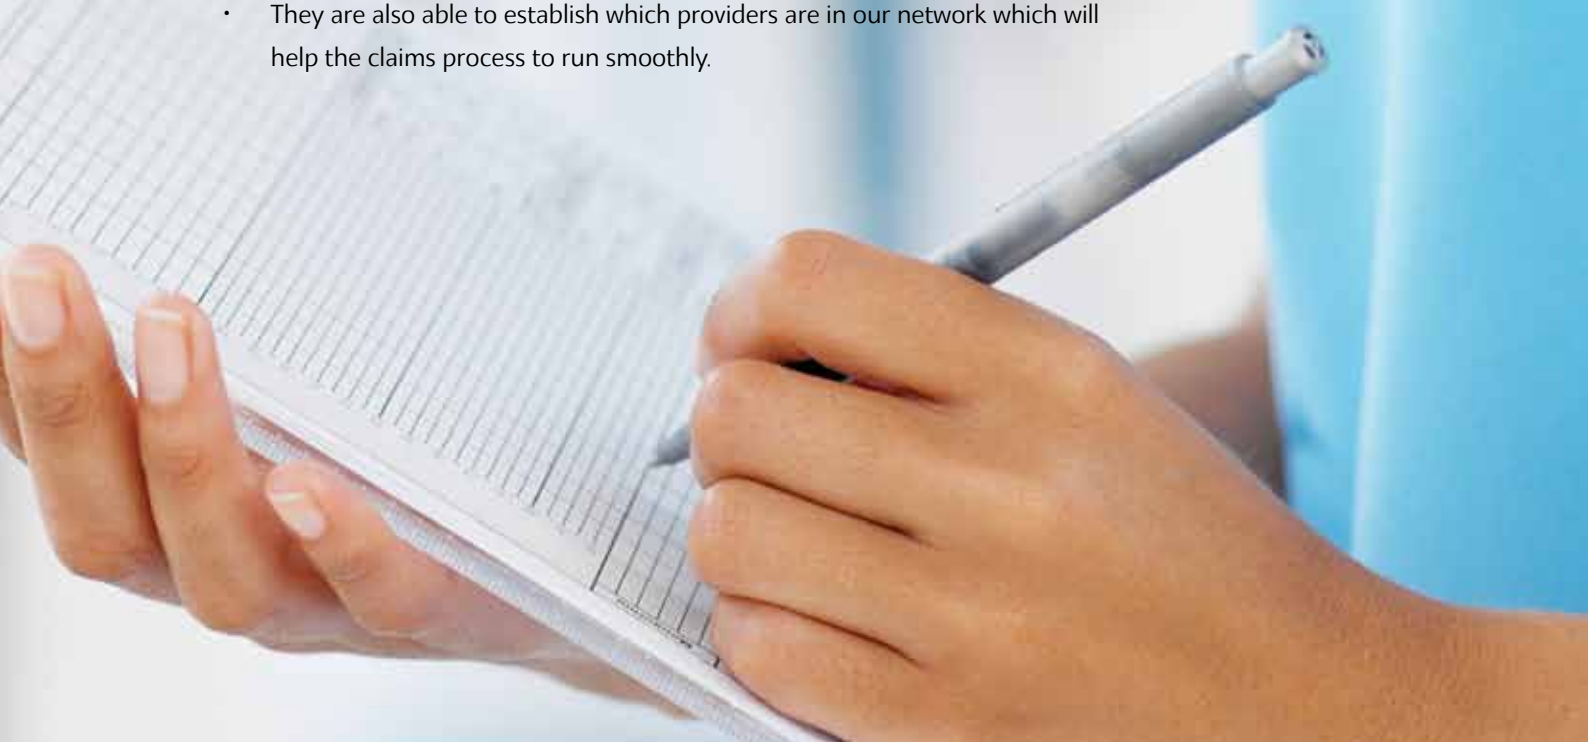 • They are also able to establish which providers are in our network which will
help the claims process to run smoothly.